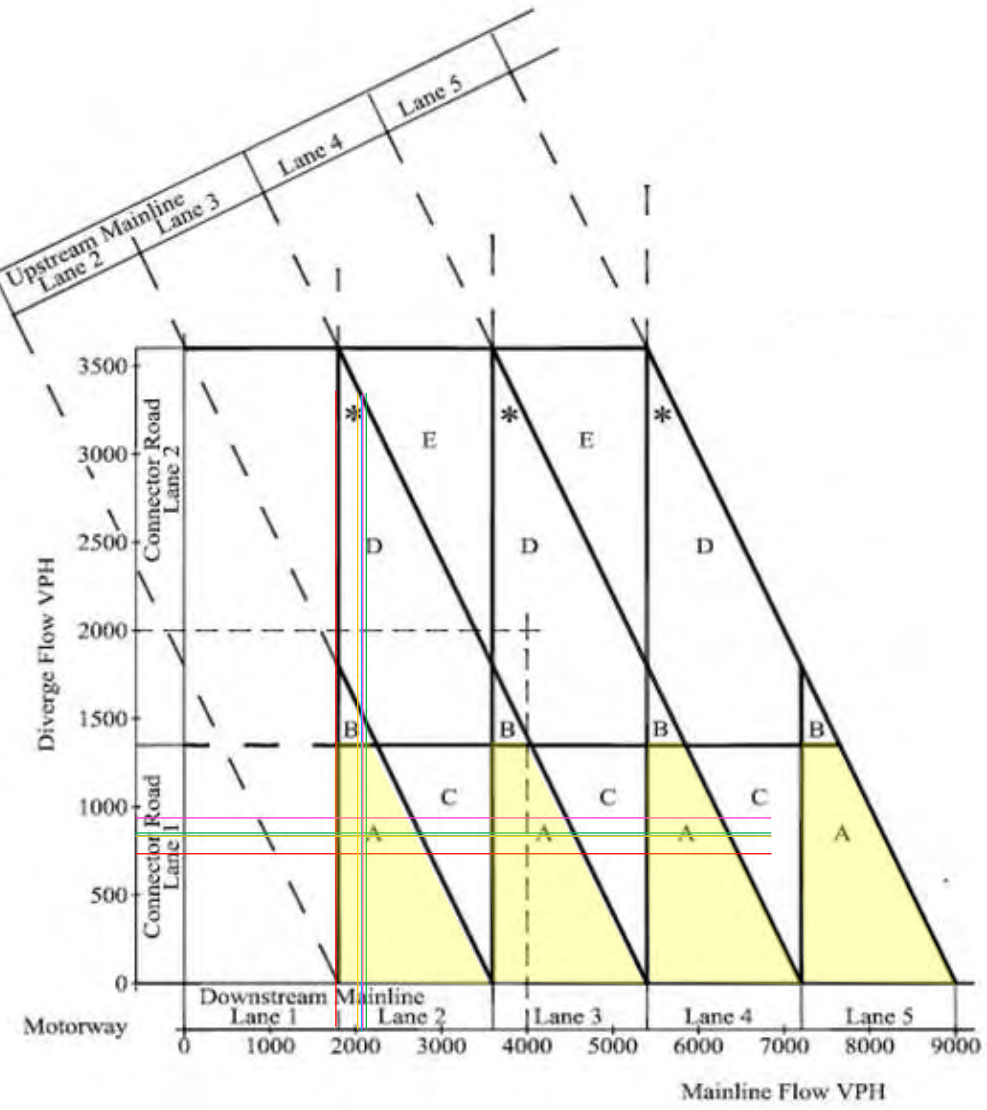 Lane 5
Lane 4
Upstream Mainline
Lane 3
Lane 2
3500
3000
2500
2000
1500
1000
500
0
Diverge Flow VPH
Connector Road
Lane 2
Connector Road
Lane 1
* * *
E E
D D D
B B B B
C C C
A A A A
Downstream Mainline
Motorway Lane 1 Lane 2 Lane 3 Lane 4 Lane 5
0 1000 2000 3000 4000 5000 6000 7000 8000 9000
Mainline Flow VPH